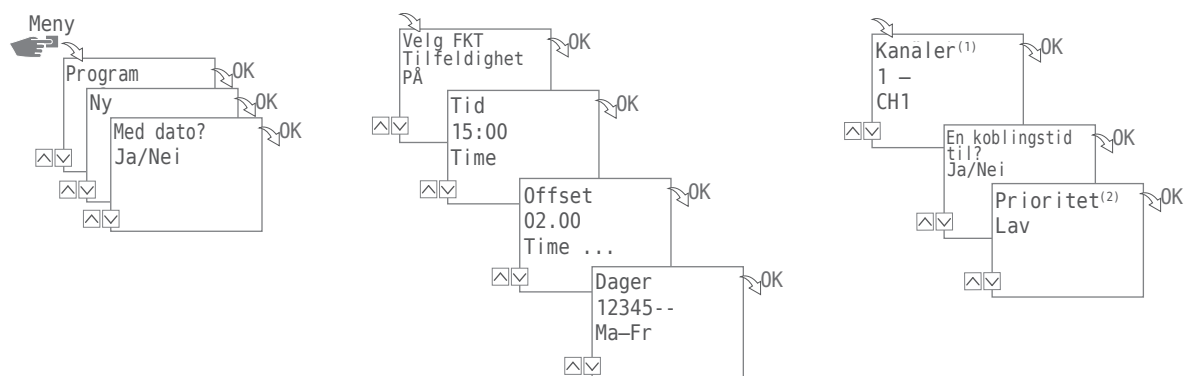 Meny
Program
OK
Ny
OK
Med dato?
OK
Ja/Nei
Velg FKT
OK
Tilfeldighet
PÅ
Tid
OK
15:00
Time
Offset
OK
02.00
Time ...
Dager
OK
12345--
Ma–Fr
Kanäler(1)
OK
1 –
CH1
En koblingstid
OK
til?
Ja/Nei
Prioritet(2)
OK
Lav